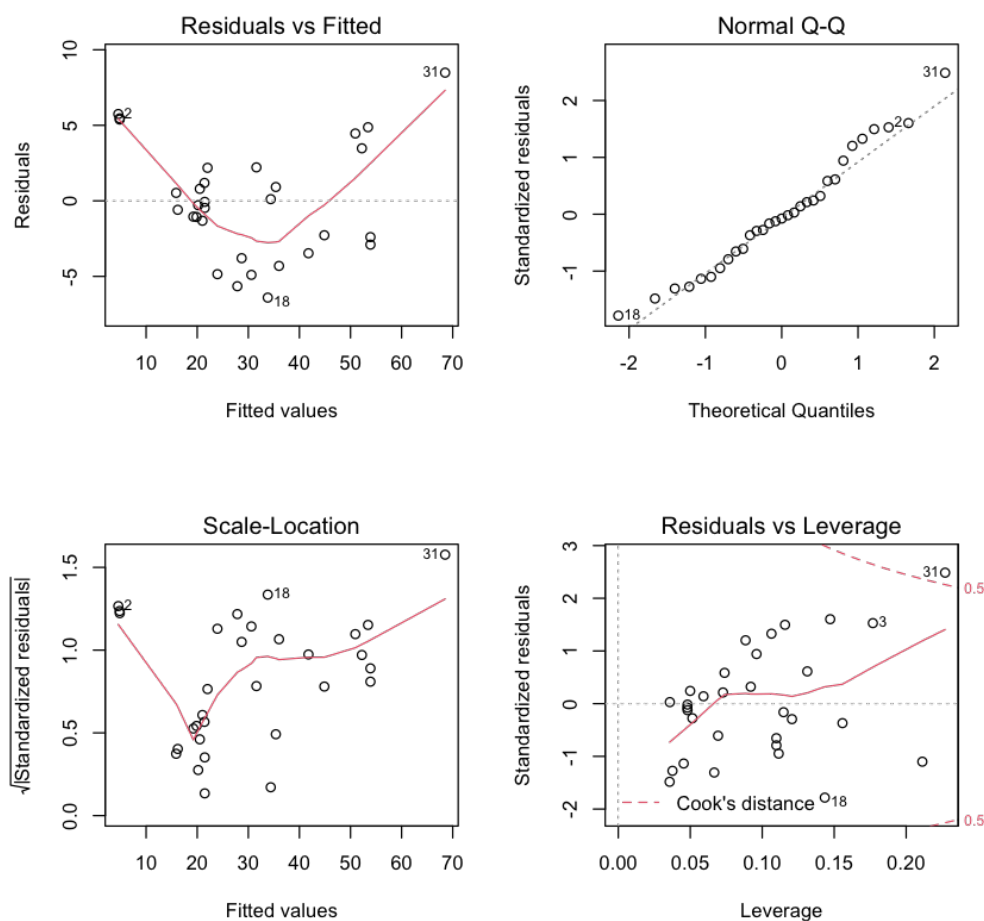 Residuals vs Fitted
Residuals
10
5
0
-5
31
2
18
10 20 30 40 50 60 70
Fitted values
Normal Q-Q
Standardized residuals
2
1
0
-1
31
2
18
-2 -1 0 1 2
Theoretical Quantiles
Scale-Location
√|Standardized residuals|
1.5
1.0
0.5
0.0
31
2
18
10 20 30 40 50 60 70
Fitted values
Residuals vs Leverage
Standardized residuals
3
2
1
0
-1
-2
31
0.5
3
Cook's distance
18
0.5
0.00 0.05 0.10 0.15 0.20
Leverage